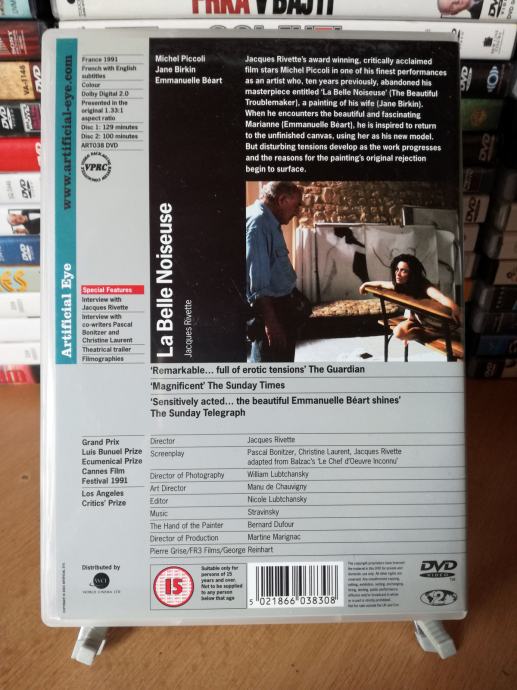 PRKA V BAJTI
VA-1146
www.artificial-eye.com
Artificial Eye
France 1991
French with English
subtitles
Colour
Dolby Digital 2.0
Presented in the
original 1.33:1
aspect ratio
Disc 1: 129 minutes
Disc 2: 100 minutes
ART038 DVD
VPRC
Special Features
Interview with
Jacques Rivette
Interview with
co-writers Pascal
Bonitzer and
Christine Laurent
Theatrical trailer
Filmographies
Michel Piccoli
Jane Birkin
Emmanuelle Béart
La Belle Noiseuse
Jacques Rivette
Jacques Rivette's award winning, critically acclaimed
film stars Michel Piccoli in one of his finest performances
as an artist who, ten years previously, abandoned his
masterpiece entitled 'La Belle Noiseuse' (The Beautiful
Troublemaker), a painting of his wife (Jane Birkin).
When he encounters the beautiful and fascinating
Marianne (Emmanuelle Béart), he is inspired to return
to the unfinished canvas, using her as his new model.
But disturbing tensions develop as the work progresses
and the reasons for the painting's original rejection
begin to surface.
'Remarkable... full of erotic tensions' The Guardian
'Magnificent' The Sunday Times
'Sensitively acted... the beautiful Emmanuelle Béart shines'
The Sunday Telegraph
Grand Prix
Luis Bunuel Prize
Ecumenical Prize
Cannes Film
Festival 1991
Los Angeles
Critics' Prize
Director Jacques Rivette
Screenplay Pascal Bonitzer, Christine Laurent, Jacques Rivette
adapted from Balzac's 'Le Chef d'Oeuvre Inconnu'
Director of Photography William Lubtchansky
Art Director Manu de Chauvigny
Editor Nicole Lubtchansky
Music Stravinsky
The Hand of the Painter Bernard Dufour
Director of Production Martine Marignac
Pierre Grise/FR3 Films/George Reinhart
Distributed by
WCI
WORLD CINEMA LTD
15
Suitable only for
persons of 15
years and over.
Not to be supplied
to any person
below that age
5 021866 038308
DVD
VIDEO
2